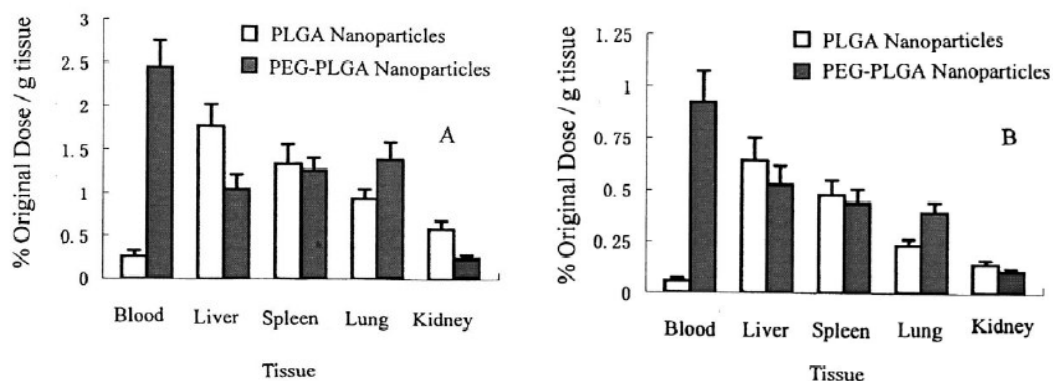 % Original Dose / g tissue
3
2.5
2
1.5
1
0.5
0
PLGA Nanoparticles
PEG-PLGA Nanoparticles
A
Blood Liver Spleen Lung Kidney
Tissue
% Original Dose / g tissue
1.25
1
0.75
0.5
0.25
0
PLGA Nanoparticles
PEG-PLGA Nanoparticles
B
Blood Liver Spleen Lung Kidney
Tissue